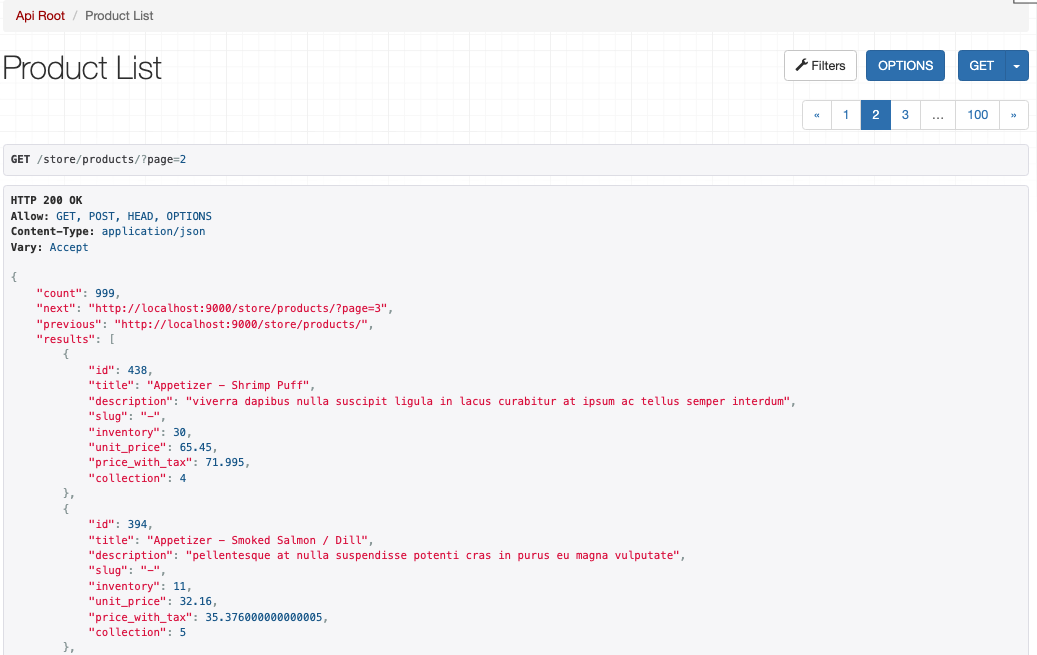 Api Root / Product List
Product List
Filters OPTIONS GET
« 1 2 3 … 100 »
GET /store/products/?page=2
HTTP 200 OK
Allow: GET, POST, HEAD, OPTIONS
Content-Type: application/json
Vary: Accept
{
    "count": 999,
    "next": "http://localhost:9000/store/products/?page=3",
    "previous": "http://localhost:9000/store/products/",
    "results": [
        {
            "id": 438,
            "title": "Appetizer - Shrimp Puff",
            "description": "viverra dapibus nulla suscipit ligula in lacus curabitur at ipsum ac tellus semper interdum",
            "slug": "-",
            "inventory": 30,
            "unit_price": 65.45,
            "price_with_tax": 71.995,
            "collection": 4
        },
        {
            "id": 394,
            "title": "Appetizer - Smoked Salmon / Dill",
            "description": "pellentesque at nulla suspendisse potenti cras in purus eu magna vulputate",
            "slug": "-",
            "inventory": 11,
            "unit_price": 32.16,
            "price_with_tax": 35.376000000000005,
            "collection": 5
        },